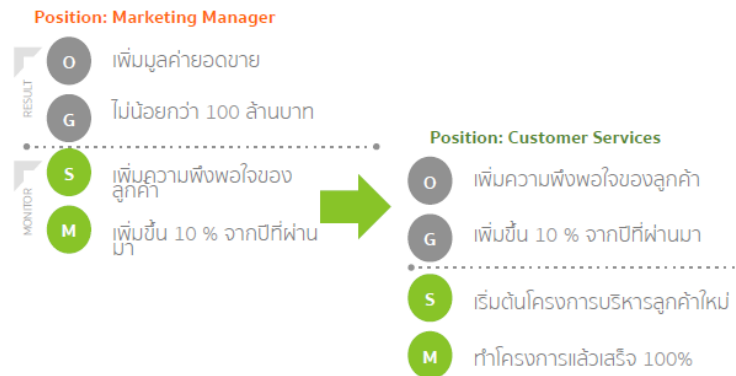 Position: Marketing Manager
RESULT
O เพิ่มมูลค่ายอดขาย
G ไม่น้อยกว่า 100 ล้านบาท
MONITOR
S เพิ่มความพึงพอใจของ
ลูกค้า
M เพิ่มขึ้น 10 % จากปีที่ผ่าน
มา
Position: Customer Services
O เพิ่มความพึงพอใจของลูกค้า
G เพิ่มขึ้น 10 % จากปีที่ผ่านมา
S เริ่มต้นโครงการบริหารลูกค้าใหม่
M ทำโครงการแล้วเสร็จ 100%